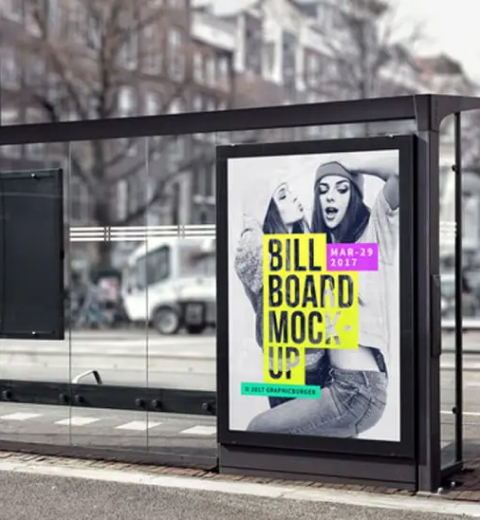 BILL
MAR-29
2017
BOARD
MOCK-
UP
© 2017 GRAPHICBURGER